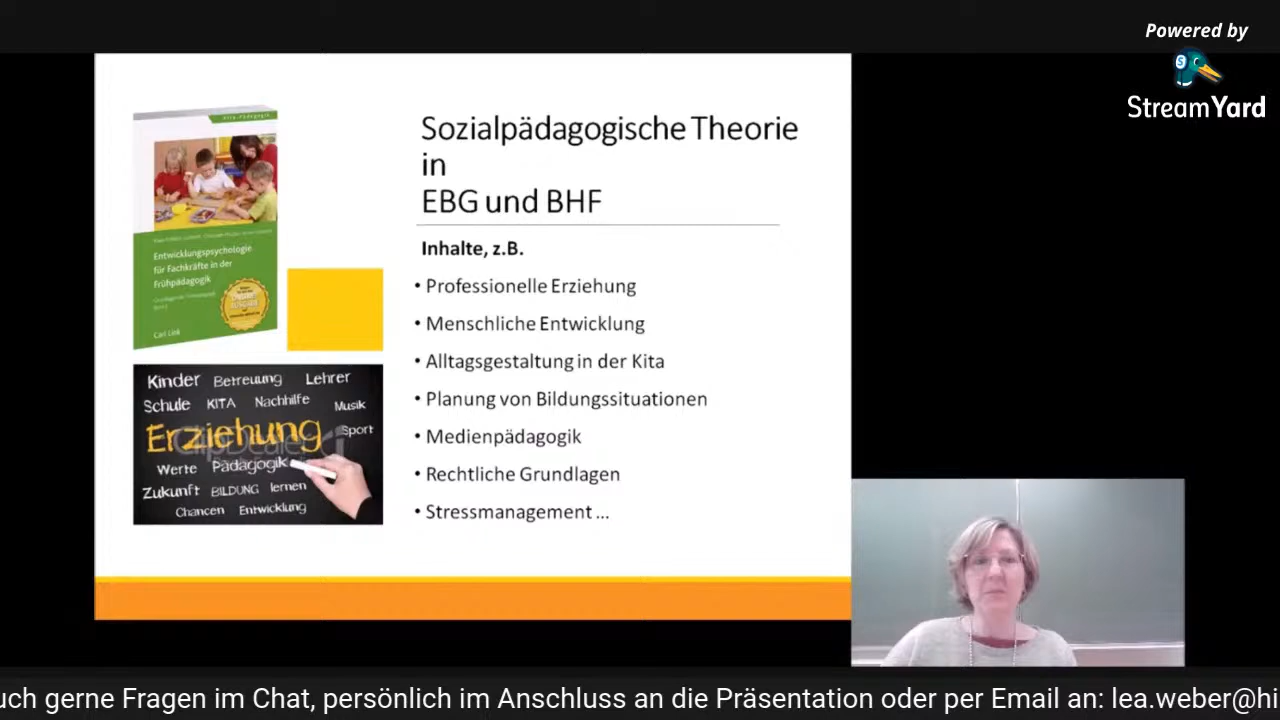 Powered by
StreamYard
Sozialpädagogische Theorie
in
EBG und BHF
Inhalte, z.B.
• Professionelle Erziehung
• Menschliche Entwicklung
• Alltagsgestaltung in der Kita
• Planung von Bildungssituationen
• Medienpädagogik
• Rechtliche Grundlagen
• Stressmanagement ...
Kita-Pädagogik
Entwicklungspsychologie
für Fachkräfte in der
Frühpädagogik
Carl Link
Kinder Betreuung Lehrer
Schule KITA Nachhilfe Musik
Erziehung Sport
Werte Pädagogik
Zukunft BILDUNG lernen
Chancen Entwicklung
uch gerne Fragen im Chat, persönlich im Anschluss an die Präsentation oder per Email an: lea.weber@hi